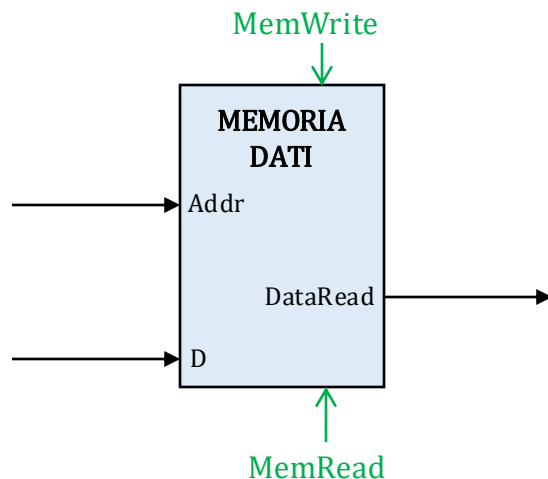 MemWrite
MEMORIA
DATI
Addr
DataRead
D
MemRead